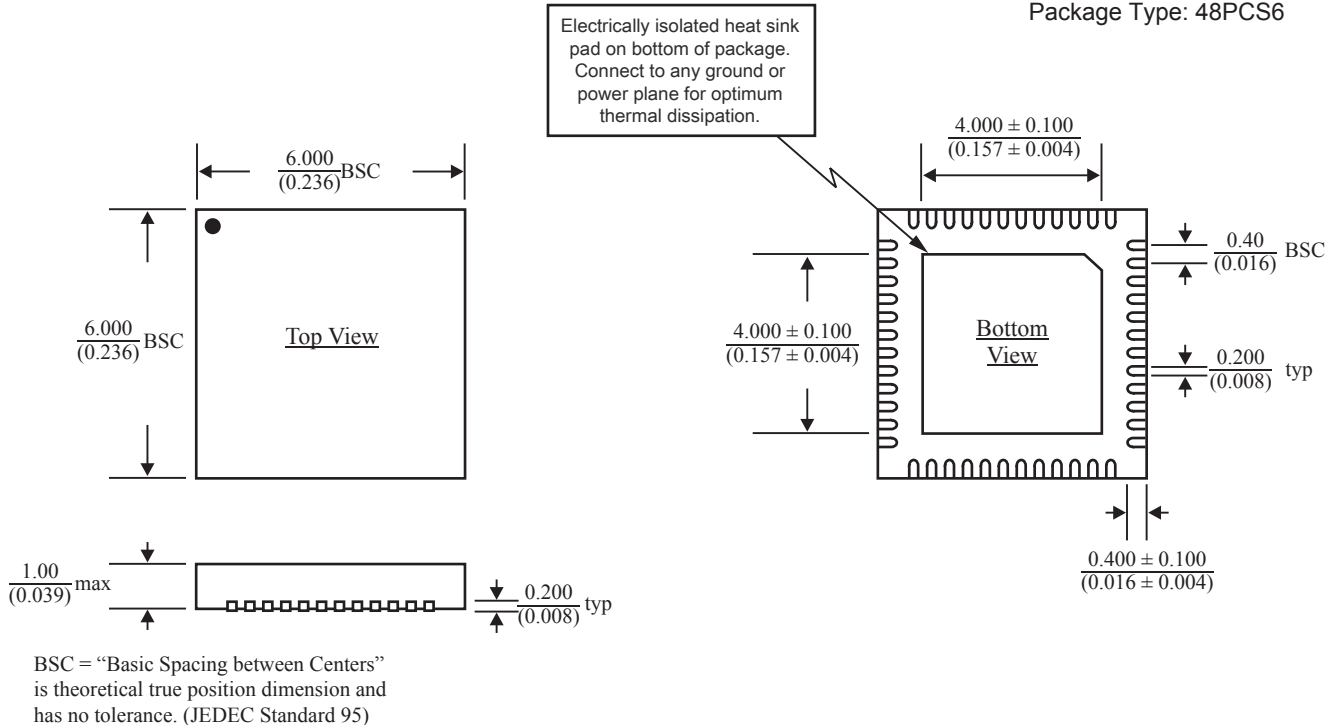 Package Type: 48PCS6
Electrically isolated heat sink
pad on bottom of package.
Connect to any ground or
power plane for optimum
thermal dissipation.
6.000
(0.236)
BSC
4.000 ± 0.100
(0.157 ± 0.004)
6.000
(0.236)
BSC
Top View
4.000 ± 0.100
(0.157 ± 0.004)
Bottom
View
0.40
(0.016)
BSC
0.200
(0.008)
typ
0.400 ± 0.100
(0.016 ± 0.004)
1.00
(0.039)
max
0.200
(0.008)
typ
BSC = “Basic Spacing between Centers”
is theoretical true position dimension and
has no tolerance. (JEDEC Standard 95)